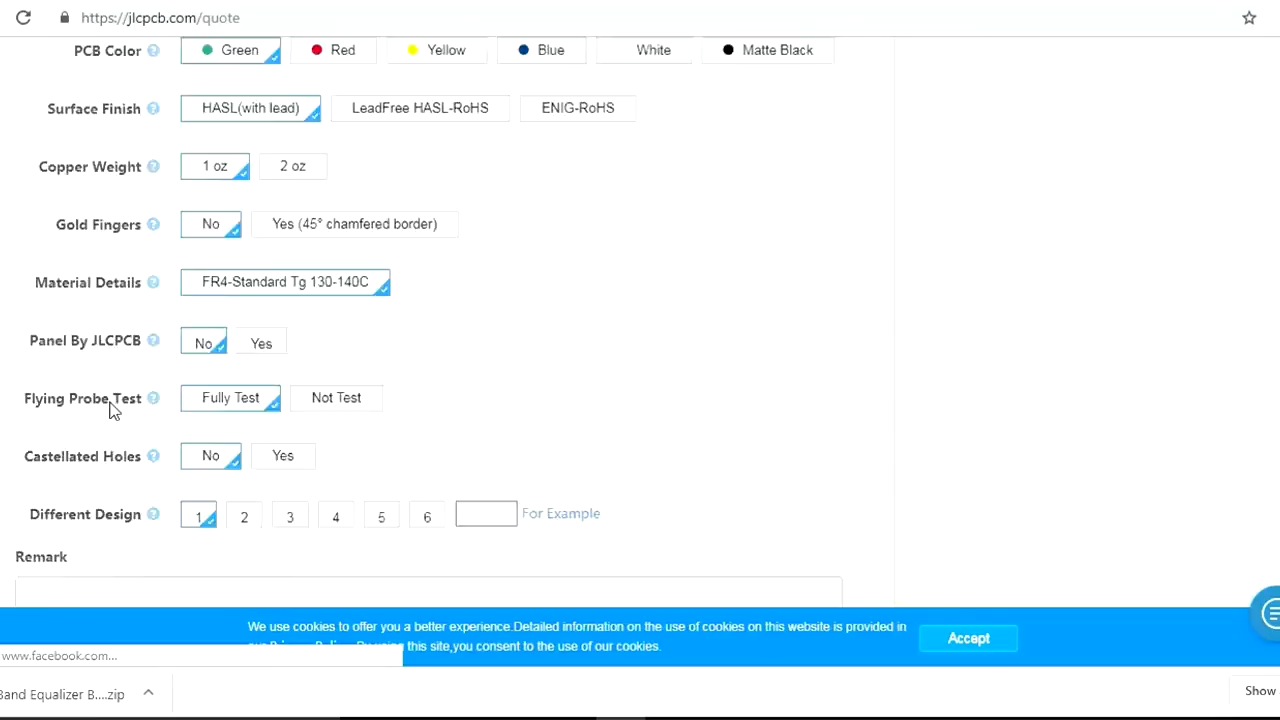 https://jlcpcb.com/quote
PCB Color Green Red Yellow Blue White Matte Black
Surface Finish HASL(with lead) LeadFree HASL-RoHS ENIG-RoHS
Copper Weight 1 oz 2 oz
Gold Fingers No Yes (45° chamfered border)
Material Details FR4-Standard Tg 130-140C
Panel By JLCPCB No Yes
Flying Probe Test Fully Test Not Test
Castellated Holes No Yes
Different Design 1 2 3 4 5 6 For Example
Remark
We use cookies to offer you a better experience.Detailed information on the use of cookies on this website is provided in
this site,you consent to the use of our cookies.
Accept
www.facebook.com...
Band Equalizer B....zip
Show